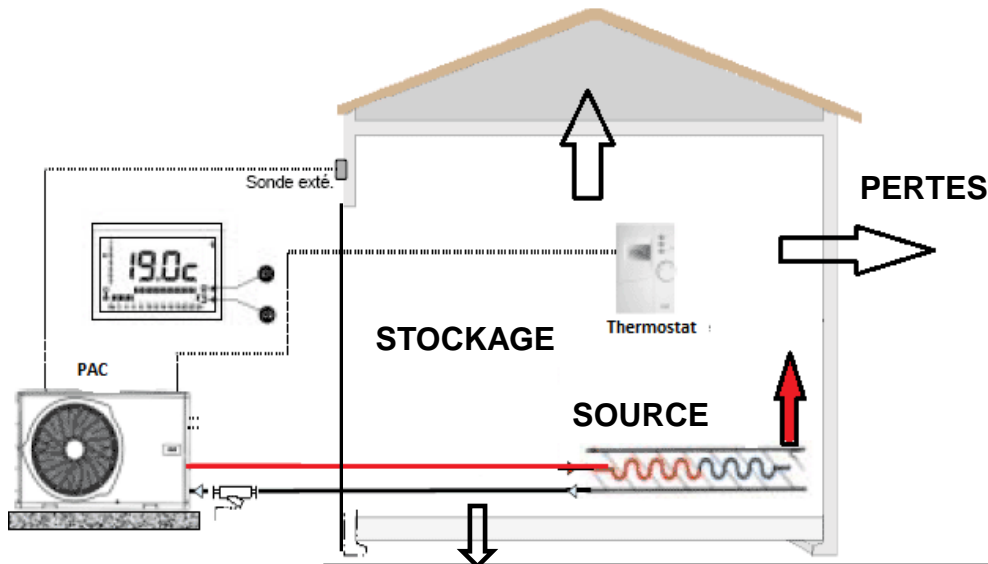 Sonde exté.
PERTES
19.0c
Thermostat
STOCKAGE
PAC
SOURCE